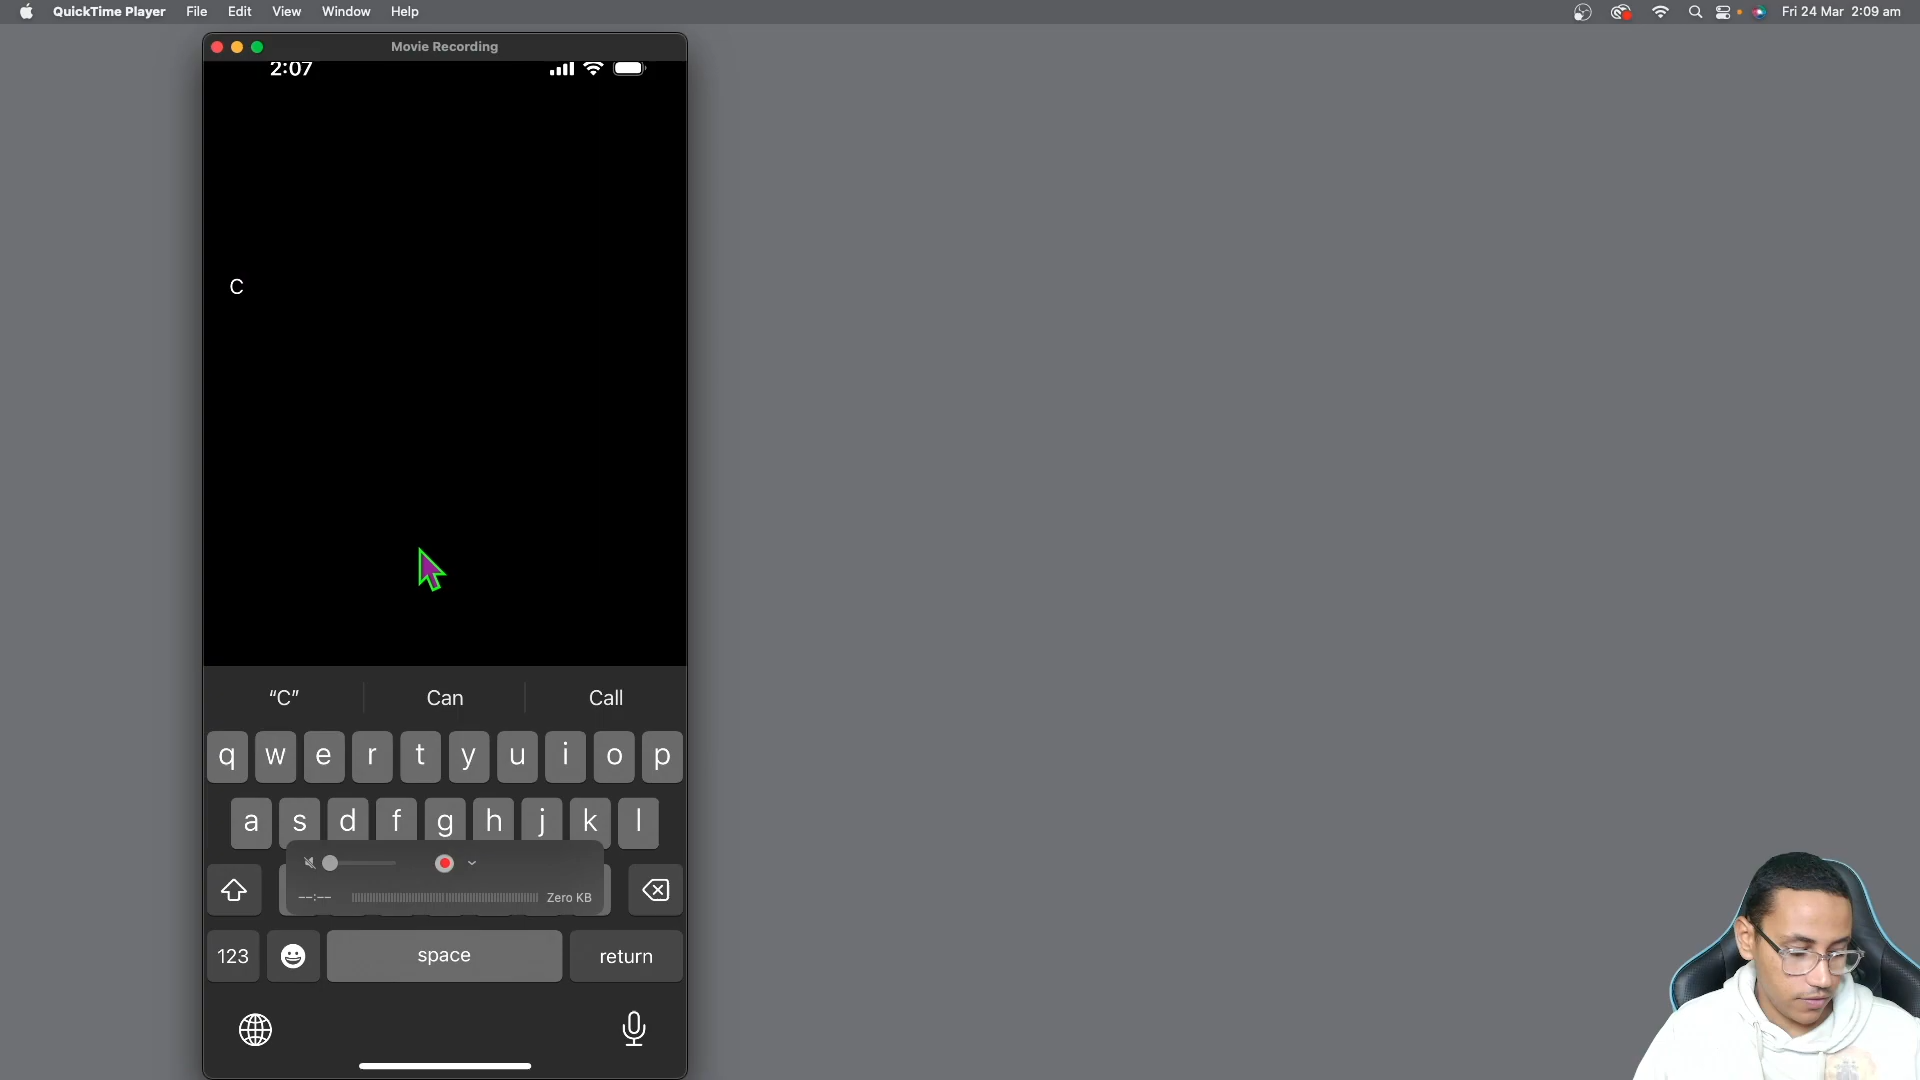 QuickTime Player File Edit View Window Help Fri 24 Mar 2:09 am
Movie Recording
2:07
C
“C” Can Call
q w e r t y u i o p
a s d f g h j k l
--:-- Zero KB
123 space return